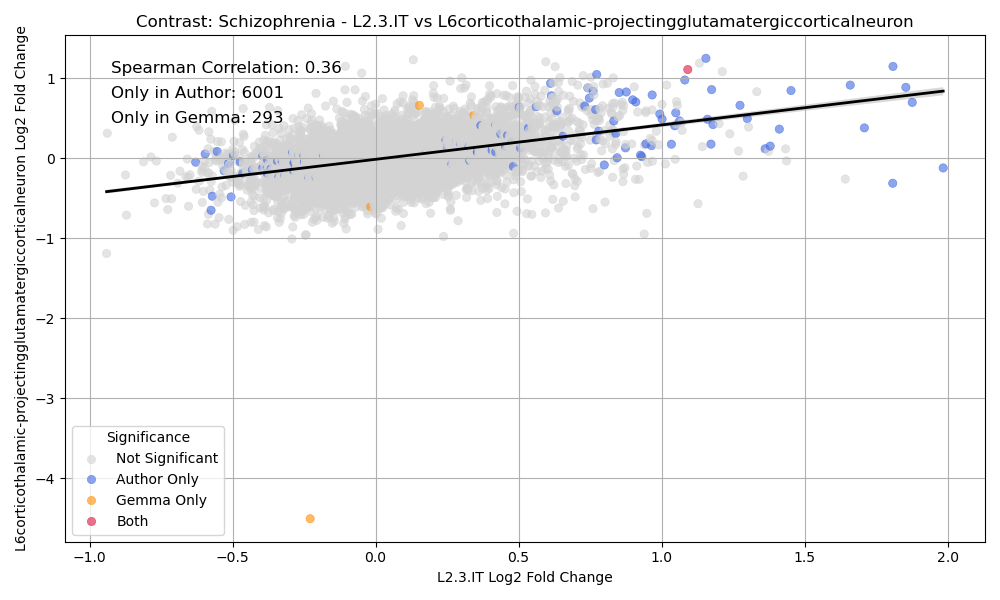 Contrast: Schizophrenia - L2.3.IT vs L6corticothalamic-projectingglutamatergiccorticalneuron
L6corticothalamic-projectingglutamatergiccorticalneuron Log2 Fold Change
Spearman Correlation: 0.36
Only in Author: 6001
Only in Gemma: 293
1
0
−1
−2
−3
−4
Significance
Not Significant
Author Only
Gemma Only
Both
−1.0 −0.5 0.0 0.5 1.0 1.5 2.0
L2.3.IT Log2 Fold Change